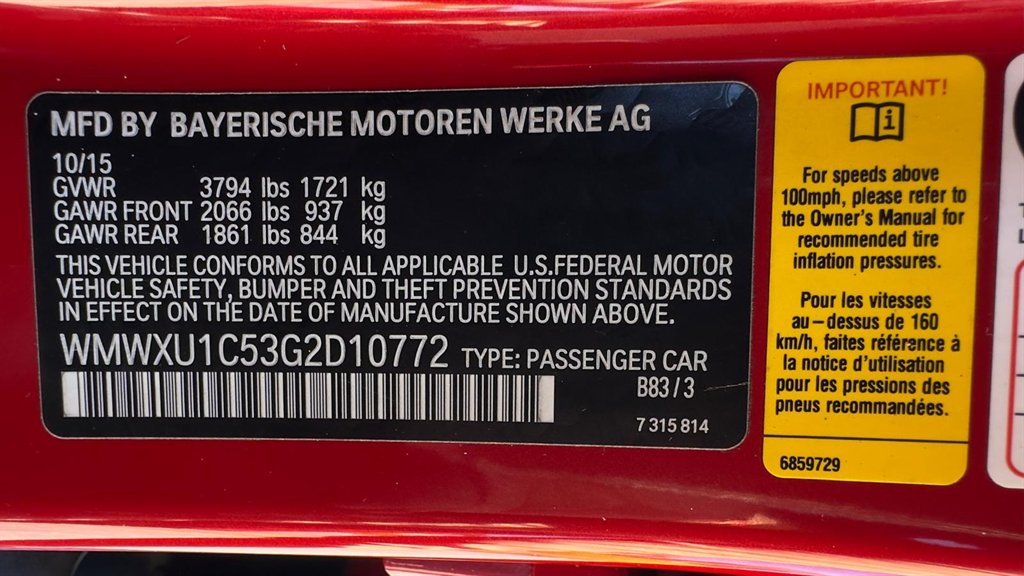 MFD BY BAYERISCHE MOTOREN WERKE AG
10/15
GVWR 3794 lbs 1721 kg
GAWR FRONT 2066 lbs 937 kg
GAWR REAR 1861 lbs 844 kg
THIS VEHICLE CONFORMS TO ALL APPLICABLE U.S.FEDERAL MOTOR
VEHICLE SAFETY, BUMPER AND THEFT PREVENTION STANDARDS
IN EFFECT ON THE DATE OF MANUFACTURE SHOWN ABOVE.
WMWXU1C53G2D10772 TYPE: PASSENGER CAR
B83/3
7 315 814
IMPORTANT!
For speeds above
100mph, please refer to
the Owner's Manual for
recommended tire
inflation pressures.
Pour les vitesses
au-dessus de 160
km/h, faites référence à
la notice d'utilisation
pour les pressions des
pneus recommandées.
6859729